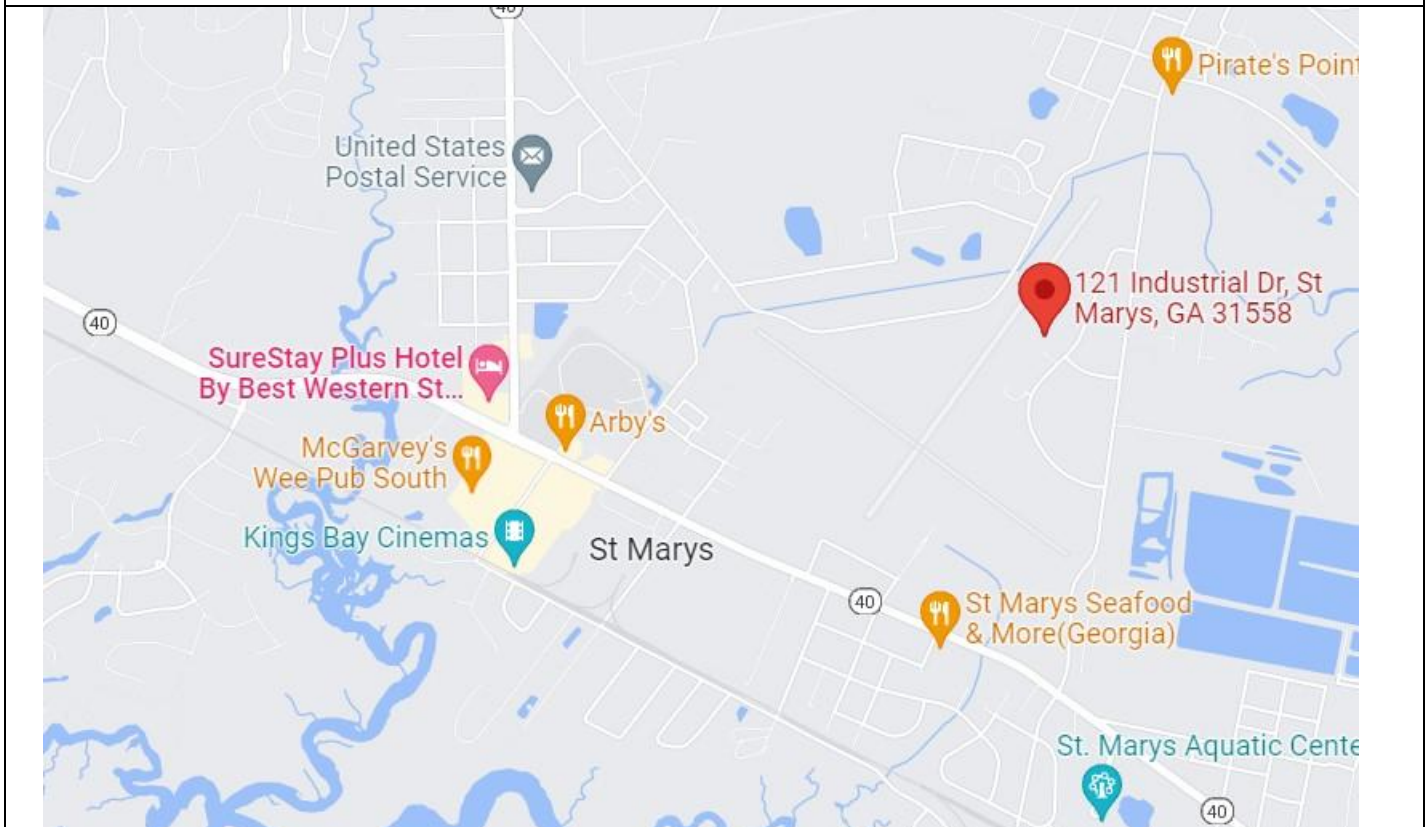 40
Pirate's Point
United States
Postal Service
121 Industrial Dr, St
Marys, GA 31558
40
SureStay Plus Hotel
By Best Western St...
Arby's
McGarvey's
Wee Pub South
Kings Bay Cinemas
St Marys
40
St Marys Seafood
& More(Georgia)
St. Marys Aquatic Cente
40